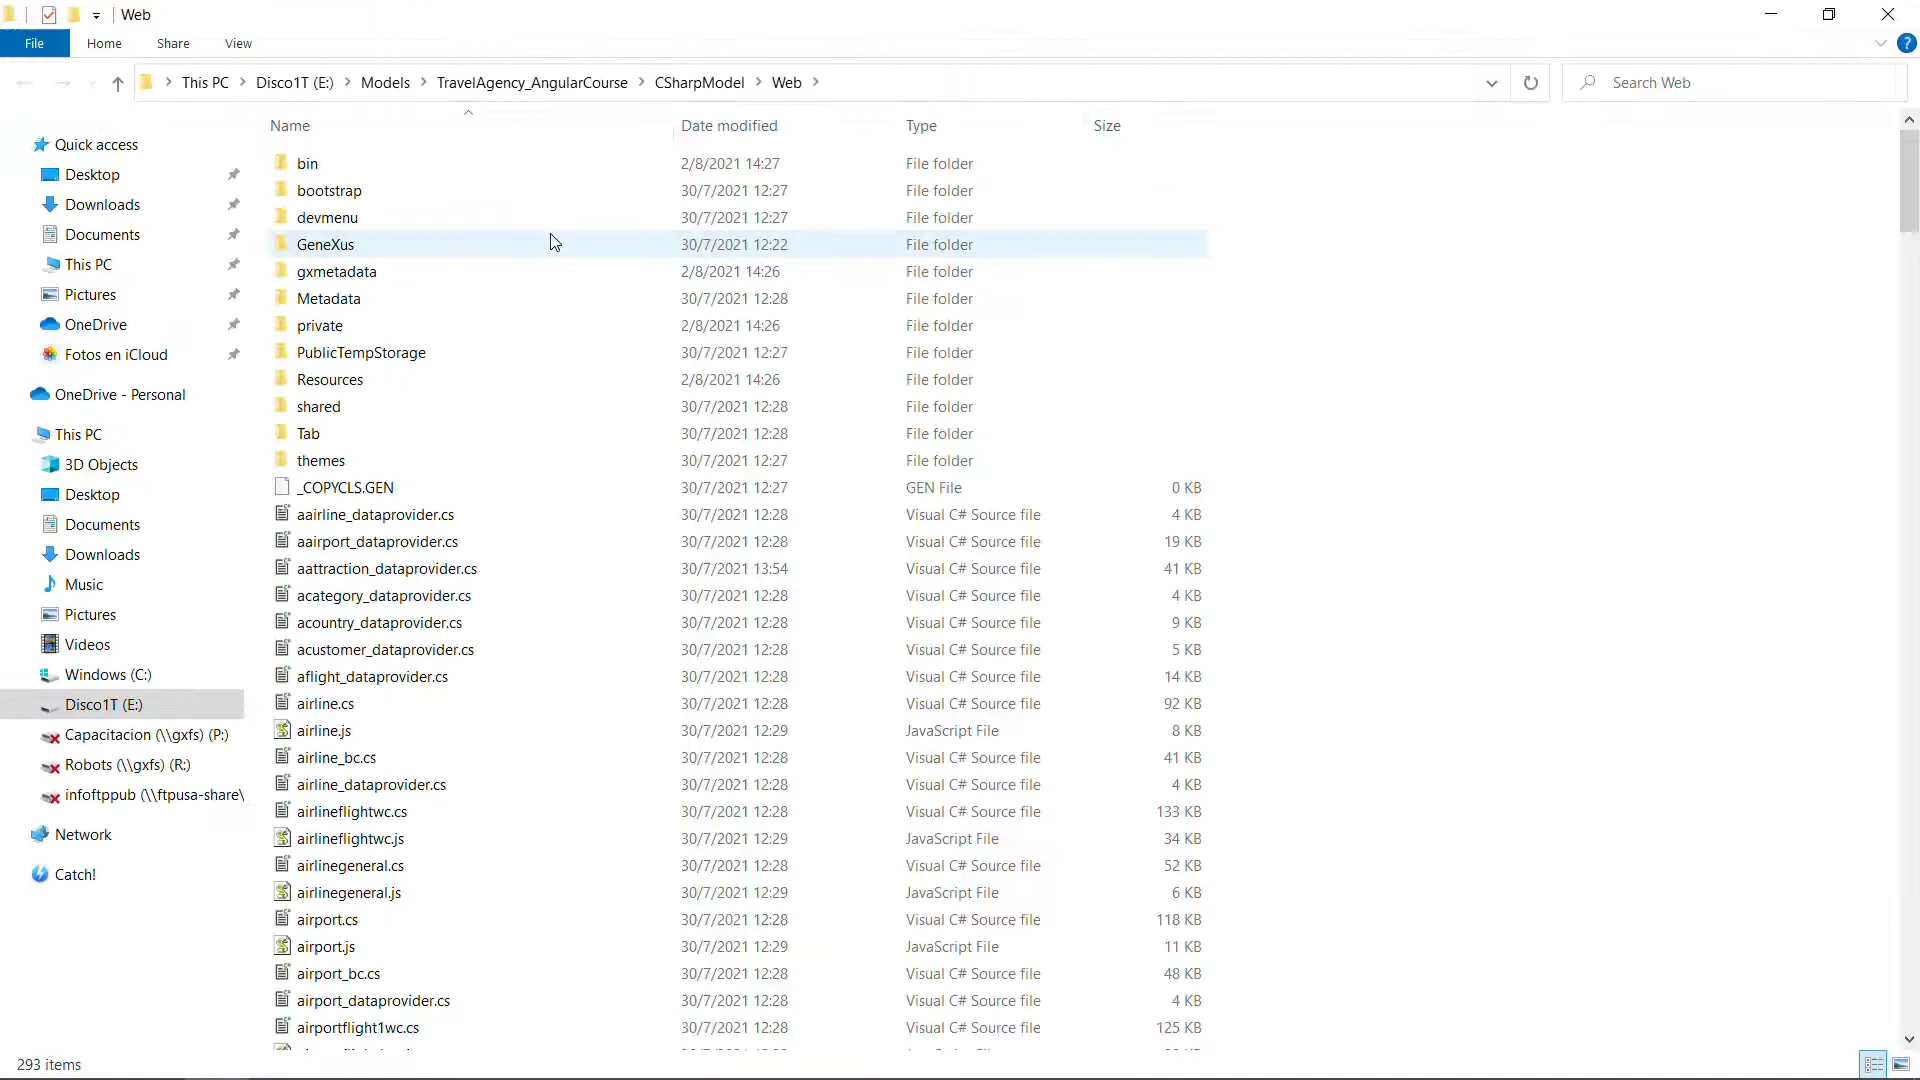 Web
File Home Share View
This PC Disco1T (E:) Models TravelAgency_AngularCourse CSharpModel Web Search Web
Name Date modified Type Size
Quick access
Desktop
Downloads
Documents
This PC
Pictures
OneDrive
Fotos en iCloud
OneDrive - Personal
This PC
3D Objects
Desktop
Documents
Downloads
Music
Pictures
Videos
Windows (C:)
Disco1T (E:)
Capacitacion (\\gxfs) (P:)
Robots (\\gxfs) (R:)
infoftppub (\\ftpusa-share\
Network
Catch!
bin 2/8/2021 14:27 File folder
bootstrap 30/7/2021 12:27 File folder
devmenu 30/7/2021 12:27 File folder
GeneXus 30/7/2021 12:22 File folder
gxmetadata 2/8/2021 14:26 File folder
Metadata 30/7/2021 12:28 File folder
private 2/8/2021 14:26 File folder
PublicTempStorage 30/7/2021 12:27 File folder
Resources 2/8/2021 14:26 File folder
shared 30/7/2021 12:28 File folder
Tab 30/7/2021 12:28 File folder
themes 30/7/2021 12:27 File folder
_COPYCLS.GEN 30/7/2021 12:27 GEN File 0 KB
aairline_dataprovider.cs 30/7/2021 12:28 Visual C# Source file 4 KB
aairport_dataprovider.cs 30/7/2021 12:28 Visual C# Source file 19 KB
aattraction_dataprovider.cs 30/7/2021 13:54 Visual C# Source file 41 KB
acategory_dataprovider.cs 30/7/2021 12:28 Visual C# Source file 4 KB
acountry_dataprovider.cs 30/7/2021 12:28 Visual C# Source file 9 KB
acustomer_dataprovider.cs 30/7/2021 12:28 Visual C# Source file 5 KB
aflight_dataprovider.cs 30/7/2021 12:28 Visual C# Source file 14 KB
airline.cs 30/7/2021 12:28 Visual C# Source file 92 KB
airline.js 30/7/2021 12:29 JavaScript File 8 KB
airline_bc.cs 30/7/2021 12:28 Visual C# Source file 41 KB
airline_dataprovider.cs 30/7/2021 12:28 Visual C# Source file 4 KB
airlineflightwc.cs 30/7/2021 12:28 Visual C# Source file 133 KB
airlineflightwc.js 30/7/2021 12:29 JavaScript File 34 KB
airlinegeneral.cs 30/7/2021 12:28 Visual C# Source file 52 KB
airlinegeneral.js 30/7/2021 12:29 JavaScript File 6 KB
airport.cs 30/7/2021 12:28 Visual C# Source file 118 KB
airport.js 30/7/2021 12:29 JavaScript File 11 KB
airport_bc.cs 30/7/2021 12:28 Visual C# Source file 48 KB
airport_dataprovider.cs 30/7/2021 12:28 Visual C# Source file 4 KB
airportflight1wc.cs 30/7/2021 12:28 Visual C# Source file 125 KB
293 items